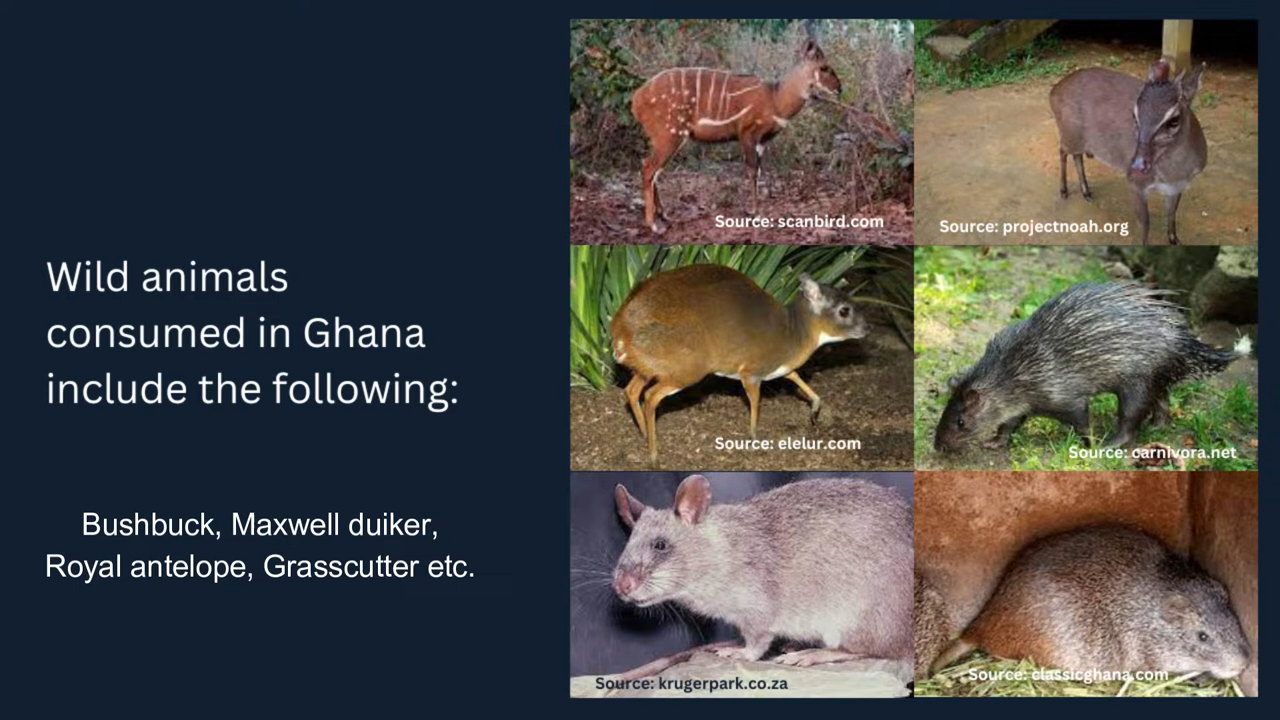 Wild animals
consumed in Ghana
include the following:
Bushbuck, Maxwell duiker,
Royal antelope, Grasscutter etc.
Source: scanbird.com
Source: projectnoah.org
Source: elelur.com
Source: carnivora.net
Source: krugerpark.co.za
Source: classicghana.com